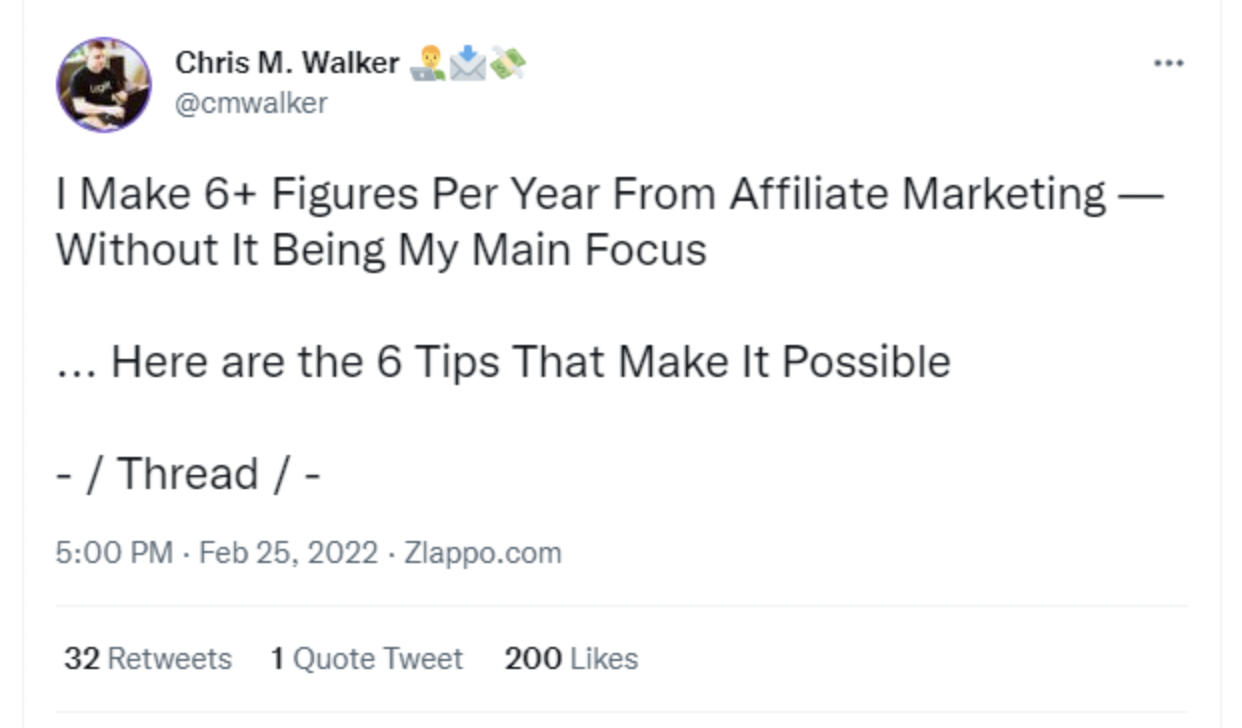 Chris M. Walker 👨‍💻📩💸
@cmwalker
I Make 6+ Figures Per Year From Affiliate Marketing —
Without It Being My Main Focus
... Here are the 6 Tips That Make It Possible
- / Thread / -
5:00 PM · Feb 25, 2022 · Zlappo.com
32 Retweets 1 Quote Tweet 200 Likes